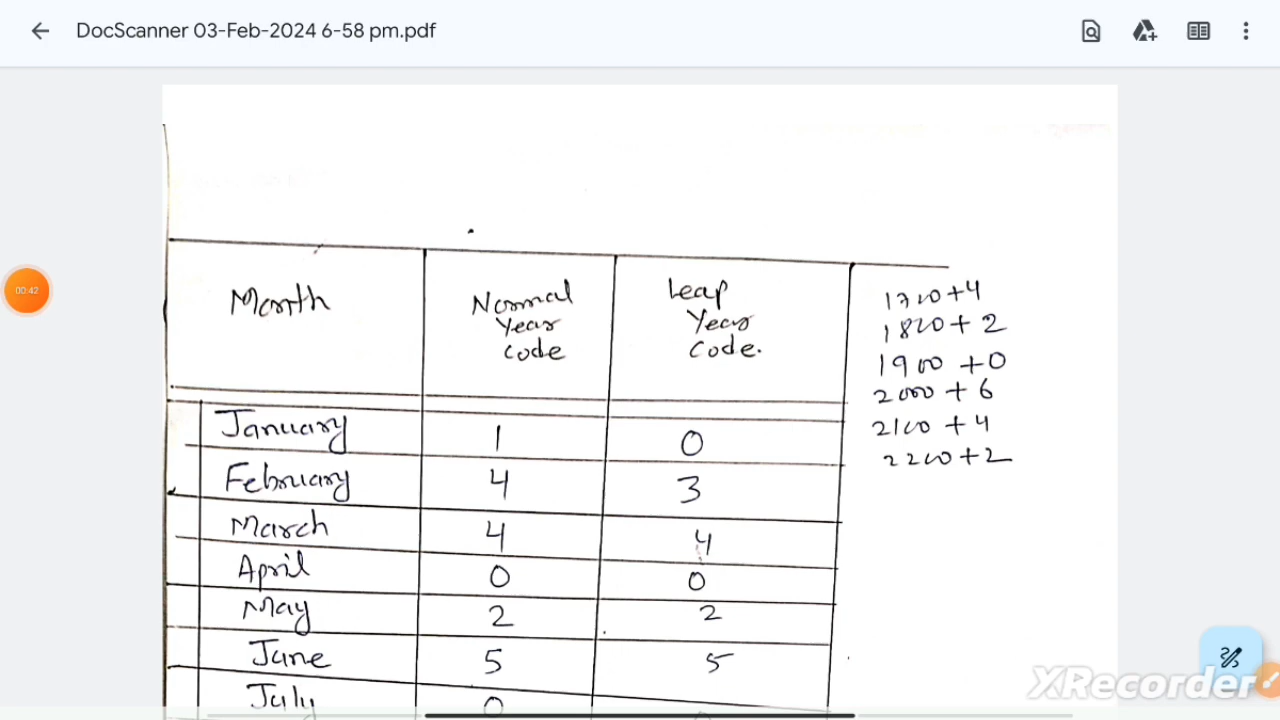 DocScanner 03-Feb-2024 6-58 pm.pdf
00:42
Month
Normal
Year
Code
Leap
Year
Code.
1700+4
1800+2
1900+0
2000+6
2100+4
2200+2
January 1 0
February 4 3
March 4 4
April 0 0
May 2 2
June 5 5
July 0
XRecorder